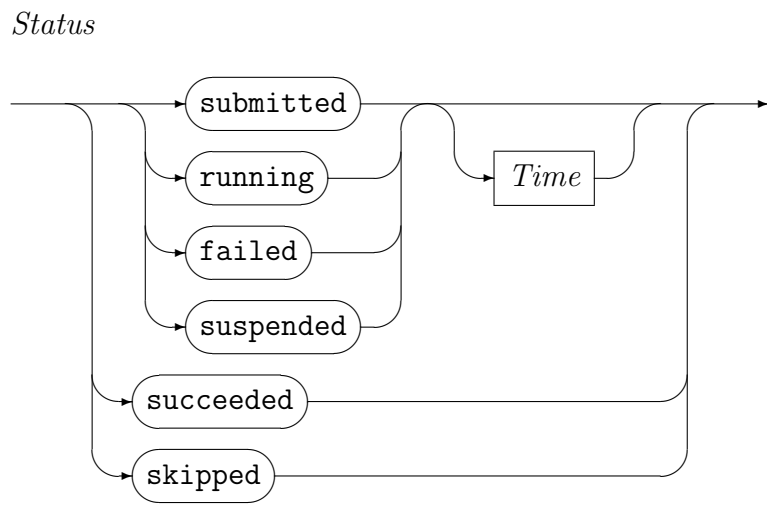 Status
submitted
running
Time
failed
suspended
succeeded
skipped